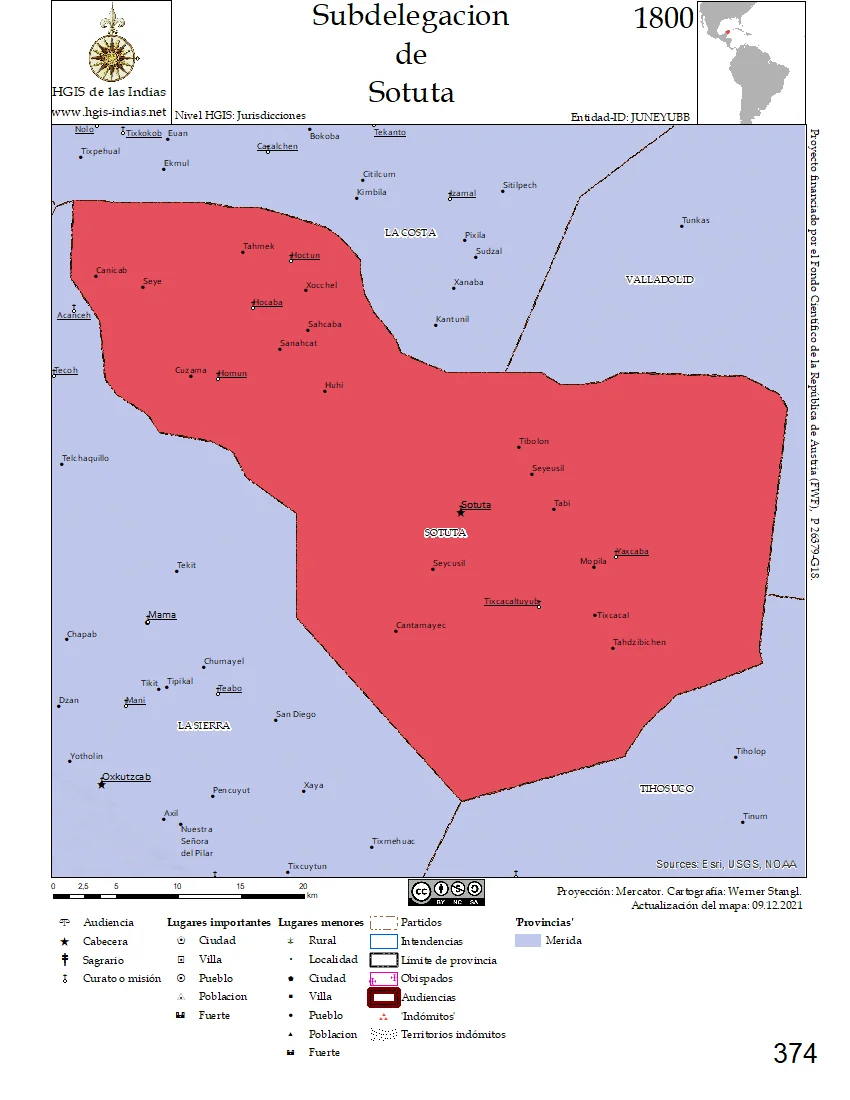 Subdelegacion
de
Sotuta
1800
HGIS de las Indias
www.hgis-indias.net
Nivel HGIS: Jurisdicciones
Entidad-ID: JUNEYUBB
Nolo
Tixkokob
Euan
Bokoba
Tekanto
Tixpehual
Cacalchen
Ekmul
Citilcum
Kimbila
Izamal
Sitilpech
Tunkas
LA COSTA
Pixila
Tahmek
Hoctun
Sudzal
Canicab
Seye
Xocchel
Xanaba
VALLADOLID
Hocaba
Acanceh
Sahcaba
Kantunil
Sanahcat
Tecoh
Cuzama
Homun
Huhi
Tibolon
Telchaquillo
Seyeusil
Sotuta
Tabi
SOTUTA
Yaxcaba
Tekit
Seycusil
Mopila
Tixcacaltuyub
Mama
Tixcacal
Cantamayec
Chapab
Tahdzibichen
Chumayel
Tikit
Tipikal
Teabo
Dzan
Mani
San Diego
LA SIERRA
Yotholin
Tiholop
Oxkutzcab
Xaya
TIHOSUCO
Pencuyut
Axil
Tinum
Nuestra
Señora
del Pilar
Tixmehuac
Tixcuytun
Sources: Esri, USGS, NOAA
Proyecto financiado por el Fondo Científico de la República de Austria (FWF), P 26379-G18.
0 2,5 5 10 15 20
km
CC BY NC SA
Proyección: Mercator. Cartografía: Werner Stangl.
Actualización del mapa: 09.12.2021
Audiencia
Cabecera
Sagrario
Curato o misión
Lugares importantes
Ciudad
Villa
Pueblo
Poblacion
Fuerte
Lugares menores
Rural
Localidad
Ciudad
Villa
Pueblo
Poblacion
Fuerte
Partidos
Intendencias
Límite de provincia
Obispados
Audiencias
'Indómitos'
Territorios indómitos
'Provincias'
Merida
374